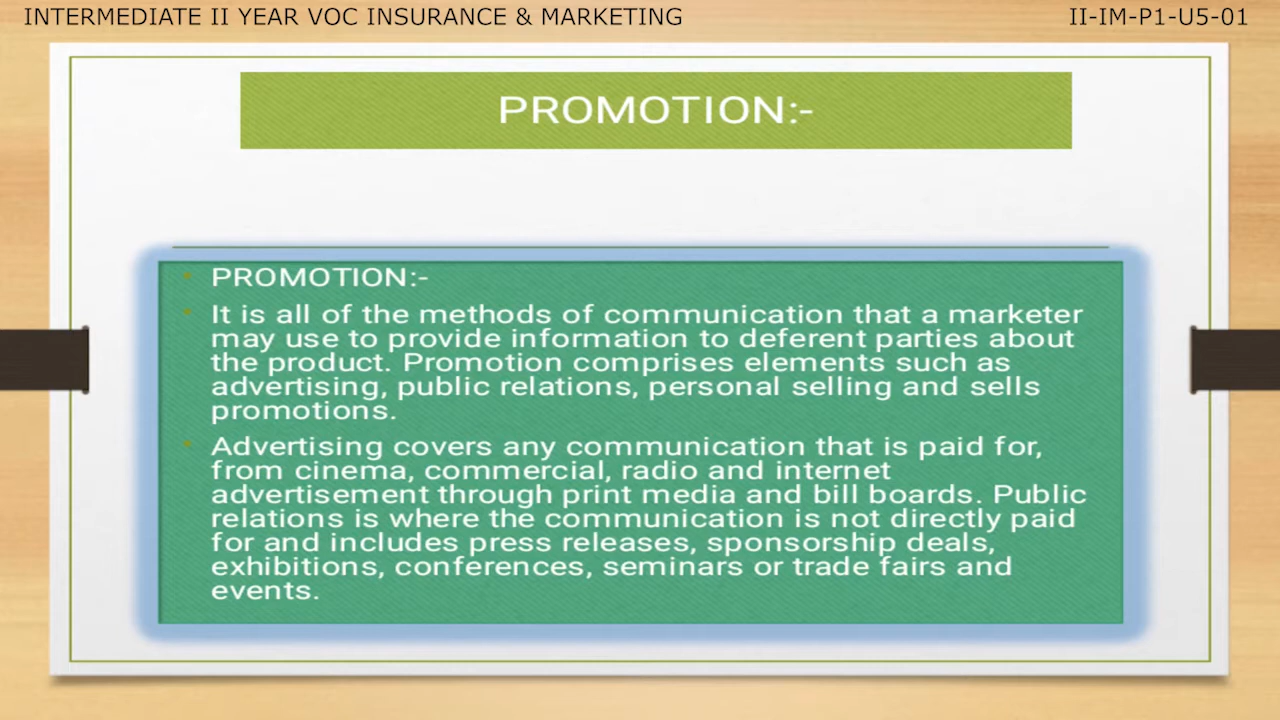 INTERMEDIATE II YEAR VOC INSURANCE & MARKETING
II-IM-P1-U5-01
PROMOTION:-
PROMOTION:-
It is all of the methods of communication that a marketer
may use to provide information to deferent parties about
the product. Promotion comprises elements such as
advertising, public relations, personal selling and sells
promotions.
Advertising covers any communication that is paid for,
from cinema, commercial, radio and internet
advertisement through print media and bill boards. Public
relations is where the communication is not directly paid
for and includes press releases, sponsorship deals,
exhibitions, conferences, seminars or trade fairs and
events.